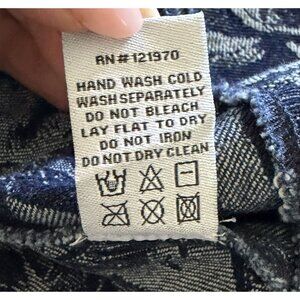 RN# 121970
HAND WASH COLD
WASH SEPARATELY
DO NOT BLEACH
LAY FLAT TO DRY
DO NOT IRON
DO NOT DRY CLEAN